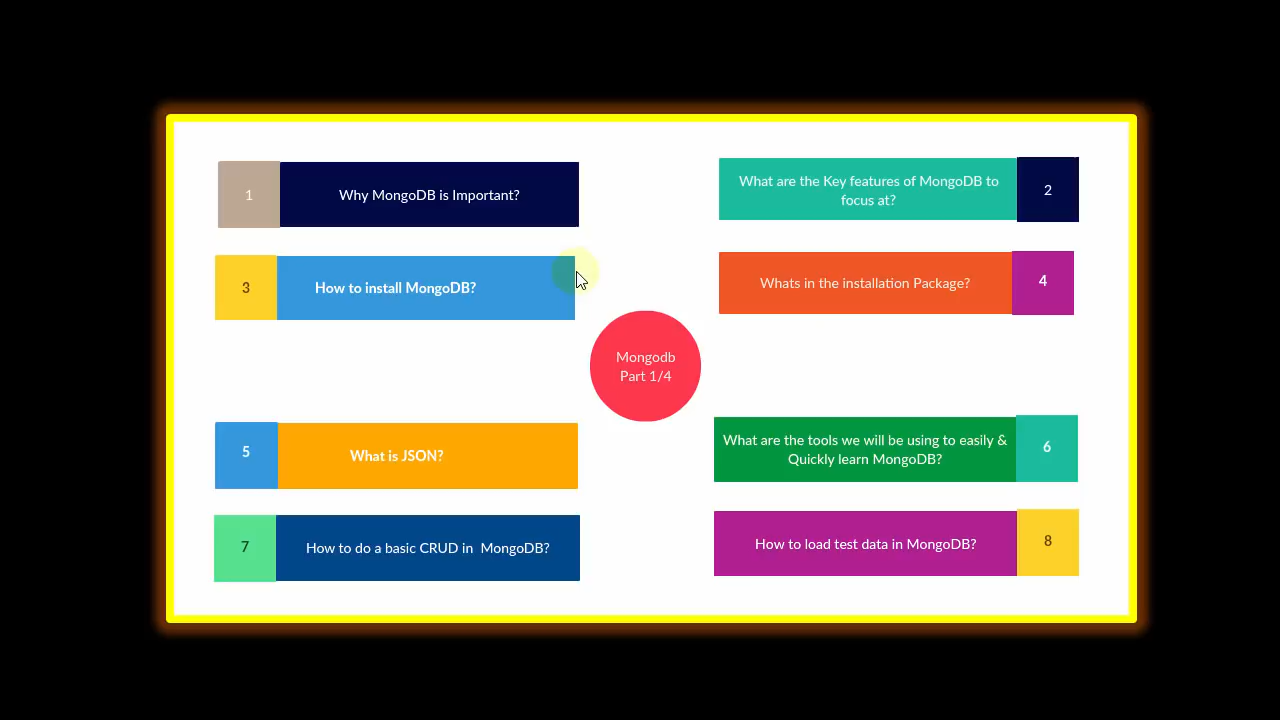 1
Why MongoDB is Important?
What are the Key features of MongoDB to
focus at?
2
3
How to install MongoDB?
Whats in the installation Package?
4
Mongodb
Part 1/4
5
What is JSON?
What are the tools we will be using to easily &
Quickly learn MongoDB?
6
7
How to do a basic CRUD in  MongoDB?
How to load test data in MongoDB?
8